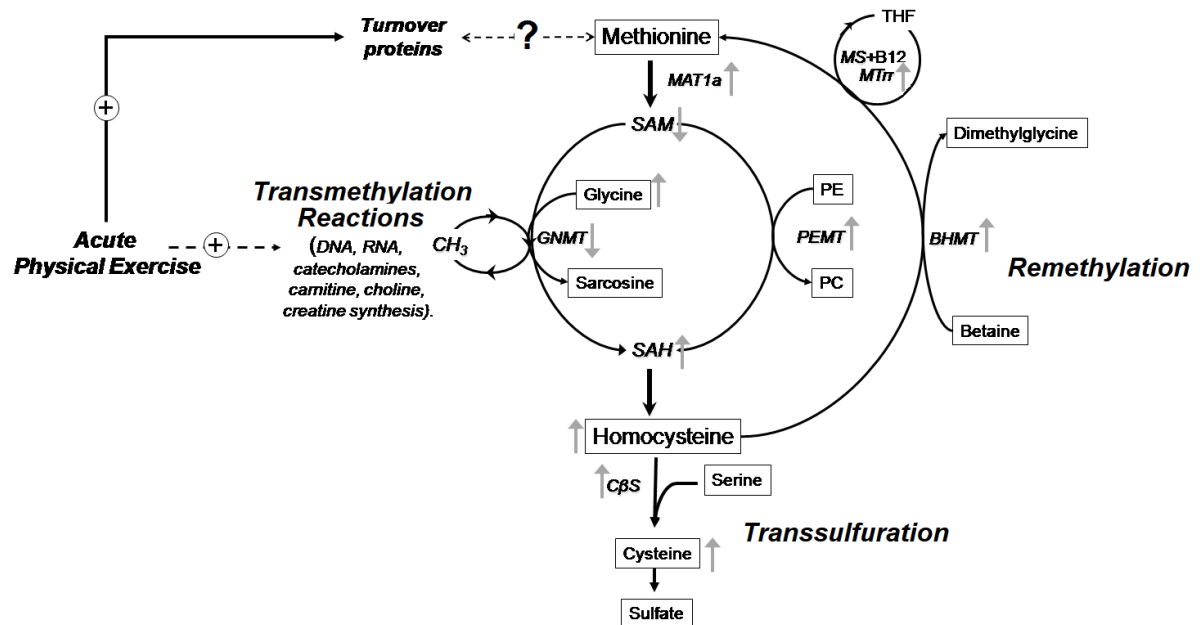 Turnover
proteins
?
Methionine
THF
MS+B12
MTrr
MAT1a
SAM
Dimethylglycine
+
Transmethylation
Reactions
(DNA, RNA,
catecholamines,
carnitine, choline,
creatine synthesis).
CH3
Glycine
GNMT
Sarcosine
PE
PEMT
PC
BHMT
Remethylation
Acute
Physical Exercise
+
Betaine
SAH
Homocysteine
CβS
Serine
Transsulfuration
Cysteine
Sulfate